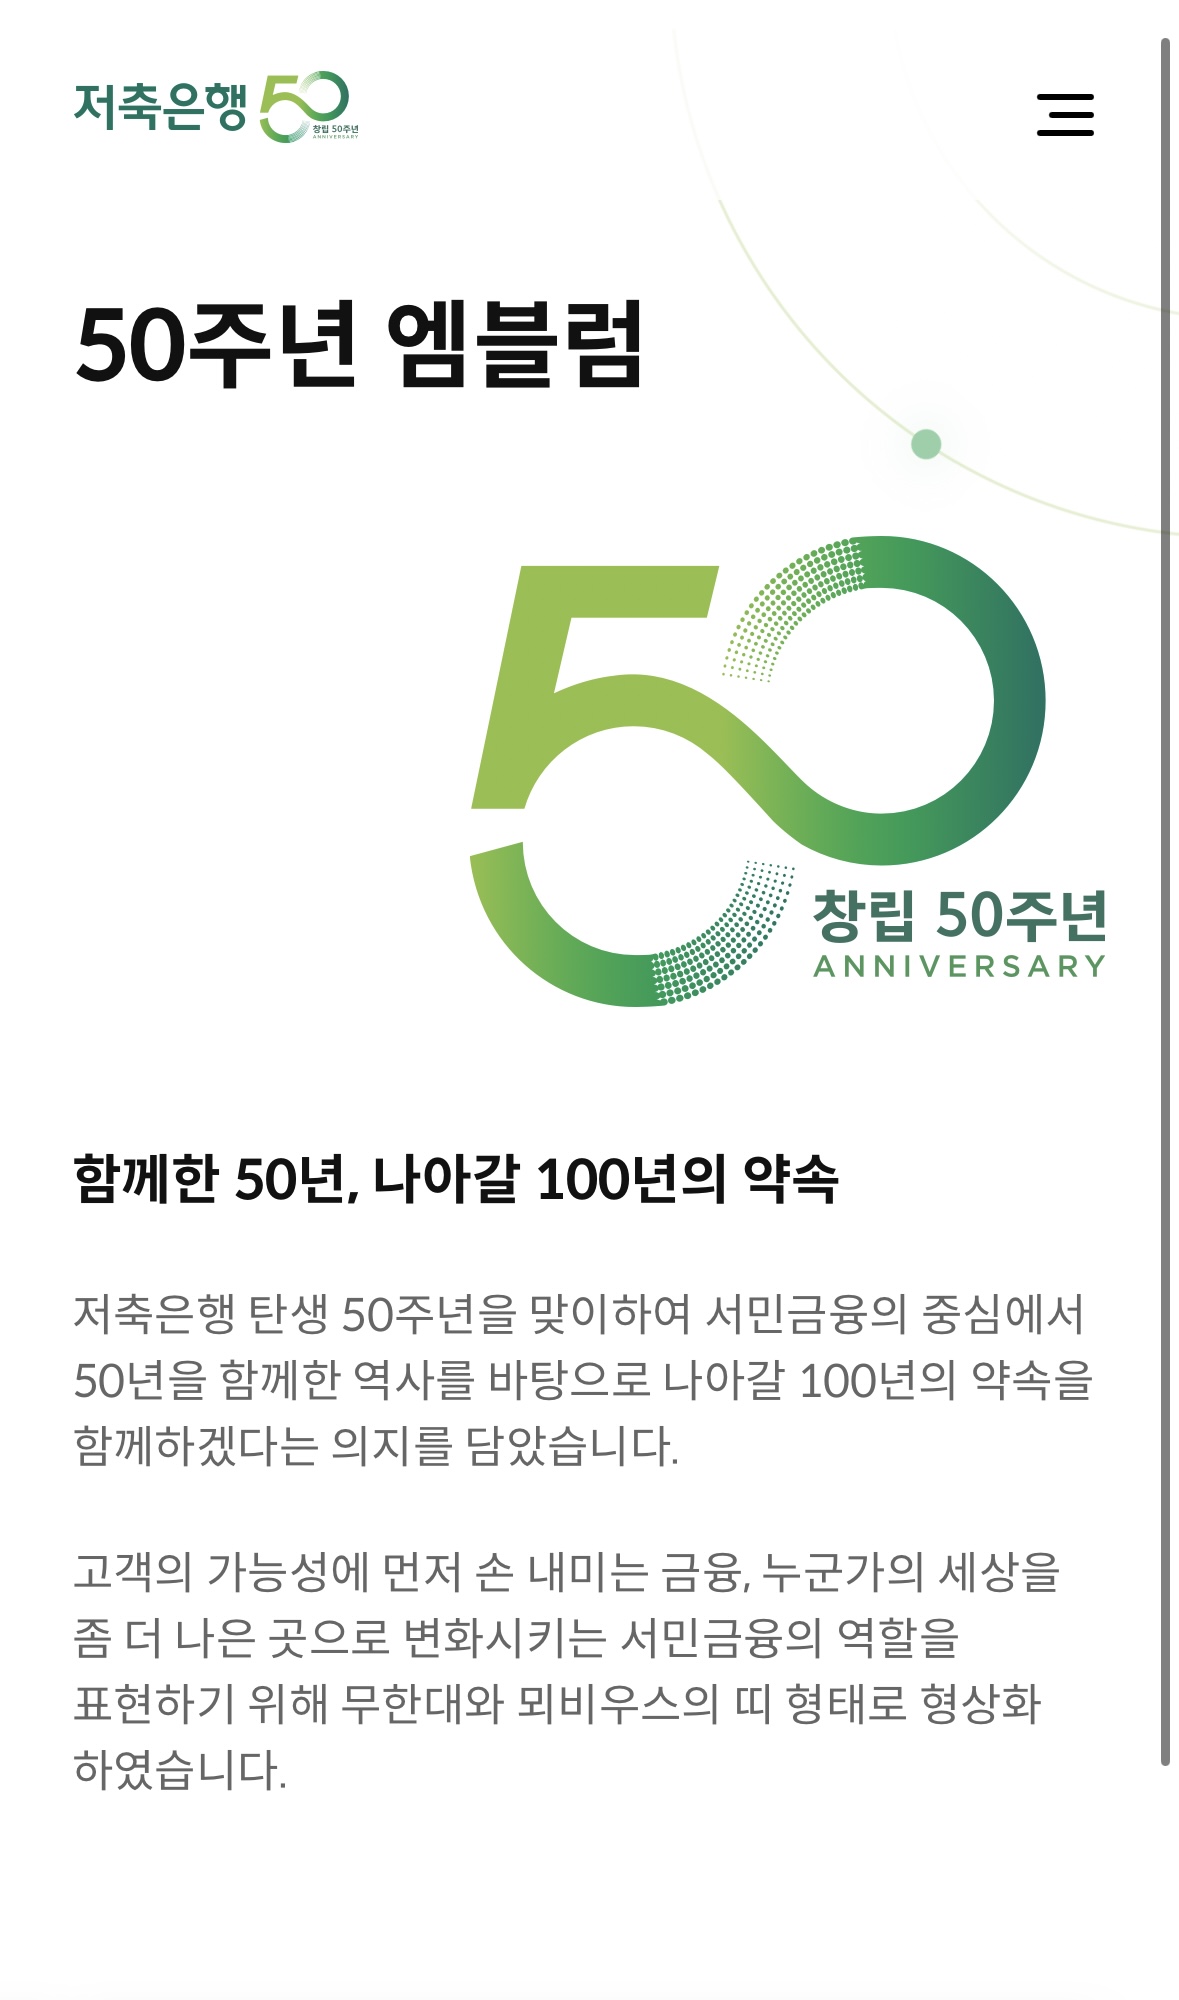 저축은행 50 창립 50주년
ANNIVERSARY
50주년 엠블럼
50
창립 50주년
ANNIVERSARY
함께한 50년, 나아갈 100년의 약속
저축은행 탄생 50주년을 맞이하여 서민금융의 중심에서
50년을 함께한 역사를 바탕으로 나아갈 100년의 약속을
함께하겠다는 의지를 담았습니다.
고객의 가능성에 먼저 손 내미는 금융, 누군가의 세상을
좀 더 나은 곳으로 변화시키는 서민금융의 역할을
표현하기 위해 무한대와 뫼비우스의 띠 형태로 형상화
하였습니다.